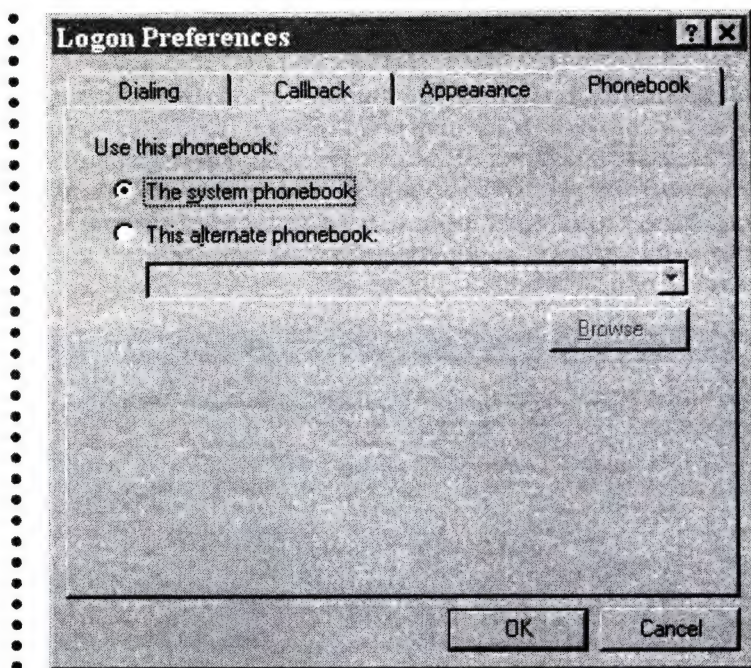 Logon Preferences
Dialing Callback Appearance Phonebook
Use this phonebook:
The system phonebook
This alternate phonebook:
Browse...
OK Cancel